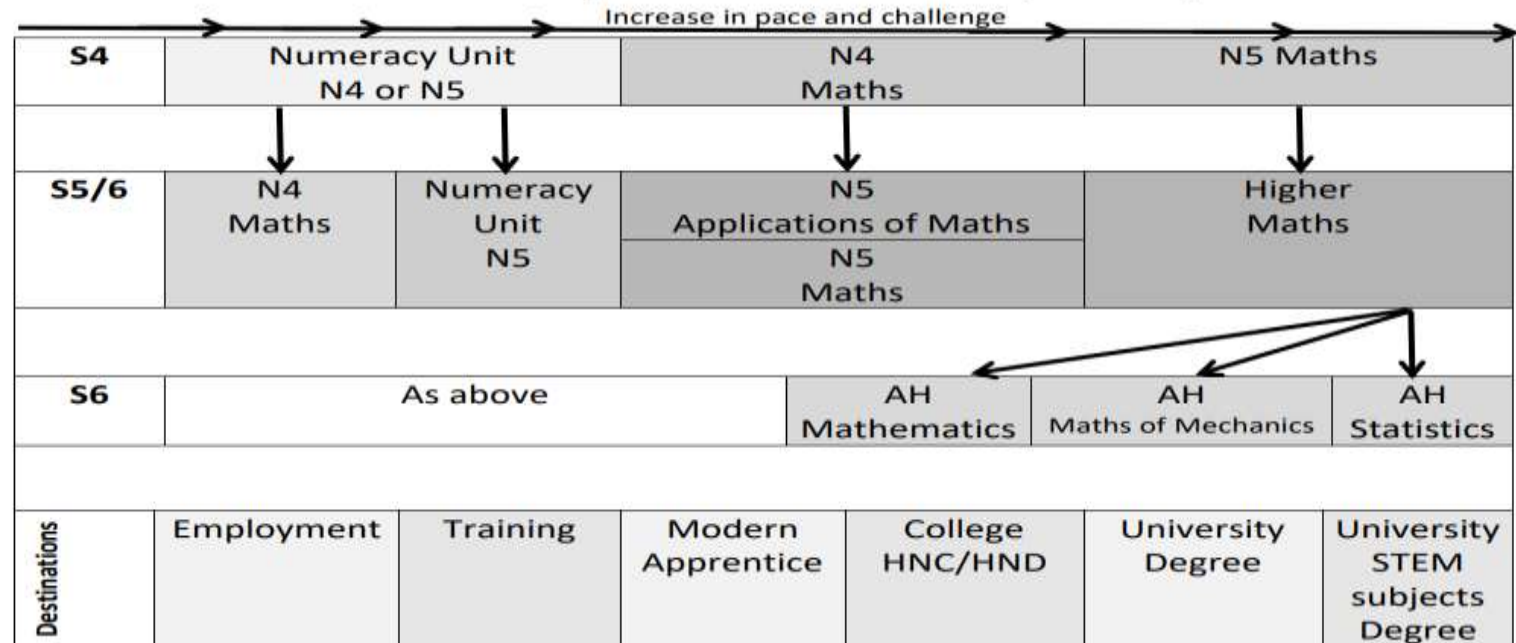 Increase in pace and challenge
S4
Numeracy Unit
N4 or N5
N4
Maths
N5 Maths
S5/6
N4
Maths
Numeracy
Unit
N5
N5
Applications of Maths
N5
Maths
Higher
Maths
S6
As above
AH
Mathematics
AH
Maths of Mechanics
AH
Statistics
Destinations
Employment
Training
Modern
Apprentice
College
HNC/HND
University
Degree
University
STEM
subjects
Degree